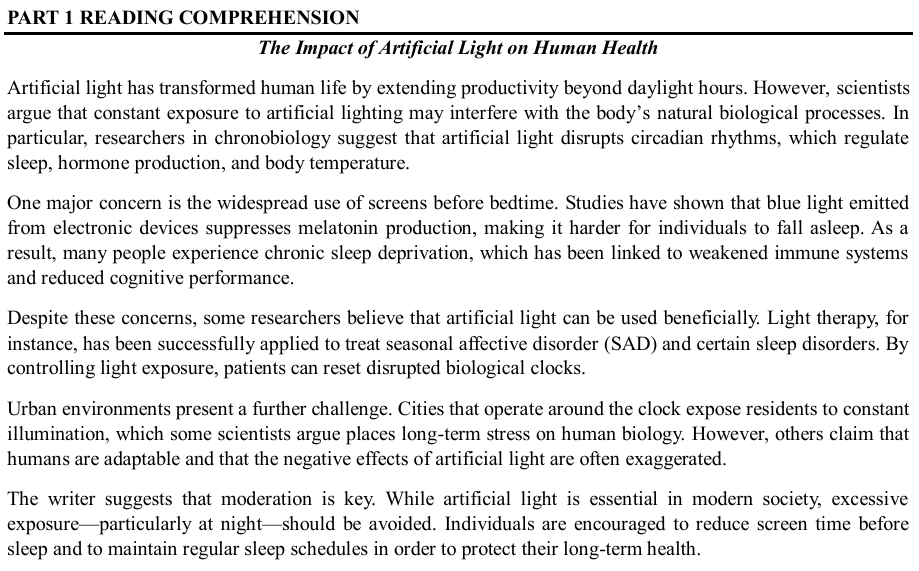 PART 1 READING COMPREHENSION
The Impact of Artificial Light on Human Health
Artificial light has transformed human life by extending productivity beyond daylight hours. However, scientists
argue that constant exposure to artificial lighting may interfere with the body’s natural biological processes. In
particular, researchers in chronobiology suggest that artificial light disrupts circadian rhythms, which regulate
sleep, hormone production, and body temperature.
One major concern is the widespread use of screens before bedtime. Studies have shown that blue light emitted
from electronic devices suppresses melatonin production, making it harder for individuals to fall asleep. As a
result, many people experience chronic sleep deprivation, which has been linked to weakened immune systems
and reduced cognitive performance.
Despite these concerns, some researchers believe that artificial light can be used beneficially. Light therapy, for
instance, has been successfully applied to treat seasonal affective disorder (SAD) and certain sleep disorders. By
controlling light exposure, patients can reset disrupted biological clocks.
Urban environments present a further challenge. Cities that operate around the clock expose residents to constant
illumination, which some scientists argue places long-term stress on human biology. However, others claim that
humans are adaptable and that the negative effects of artificial light are often exaggerated.
The writer suggests that moderation is key. While artificial light is essential in modern society, excessive
exposure—particularly at night—should be avoided. Individuals are encouraged to reduce screen time before
sleep and to maintain regular sleep schedules in order to protect their long-term health.